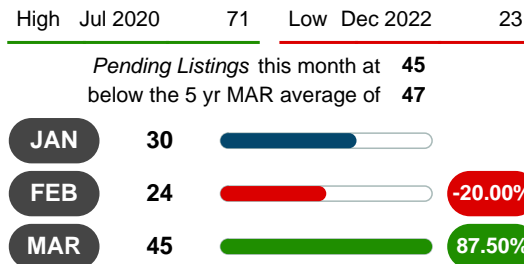 High Jul 2020 71 Low Dec 2022 23
Pending Listings this month at 45
below the 5 yr MAR average of 47
JAN 30
FEB 24 -20.00%
MAR 45 87.50%